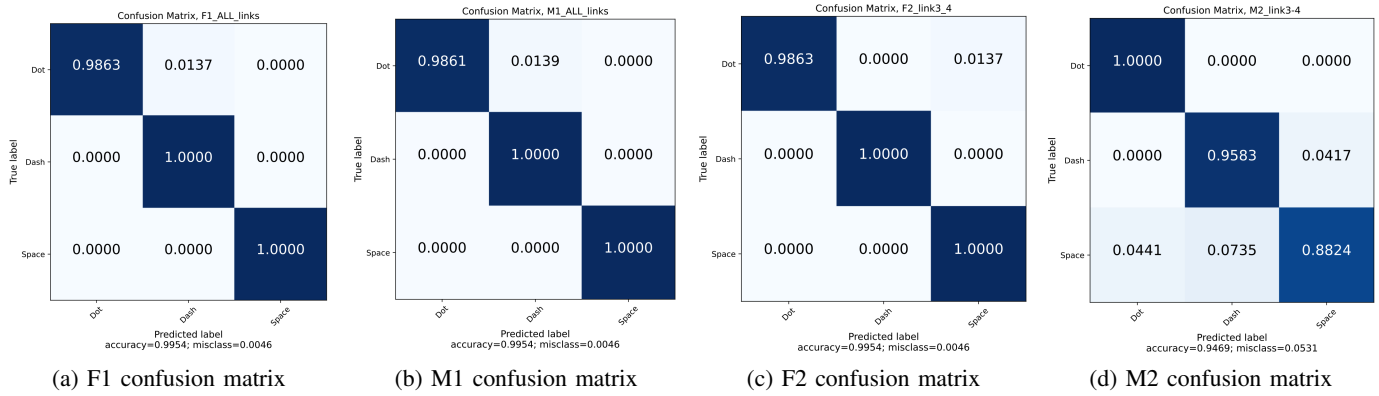 Confusion Matrix, F1_ALL_links
True label
Dot
0.9863 0.0137 0.0000
Dash
0.0000 1.0000 0.0000
Space
0.0000 0.0000 1.0000
Dot Dash Space
Predicted label
accuracy=0.9954; misclass=0.0046
(a) F1 confusion matrix
Confusion Matrix, M1_ALL_links
True label
Dot
0.9861 0.0139 0.0000
Dash
0.0000 1.0000 0.0000
Space
0.0000 0.0000 1.0000
Dot Dash Space
Predicted label
accuracy=0.9954; misclass=0.0046
(b) M1 confusion matrix
Confusion Matrix, F2_link3_4
True label
Dot
0.9863 0.0000 0.0137
Dash
0.0000 1.0000 0.0000
Space
0.0000 0.0000 1.0000
Dot Dash Space
Predicted label
accuracy=0.9954; misclass=0.0046
(c) F2 confusion matrix
Confusion Matrix, M2_link3-4
True label
Dot
1.0000 0.0000 0.0000
Dash
0.0000 0.9583 0.0417
Space
0.0441 0.0735 0.8824
Dot Dash Space
Predicted label
accuracy=0.9469; misclass=0.0531
(d) M2 confusion matrix